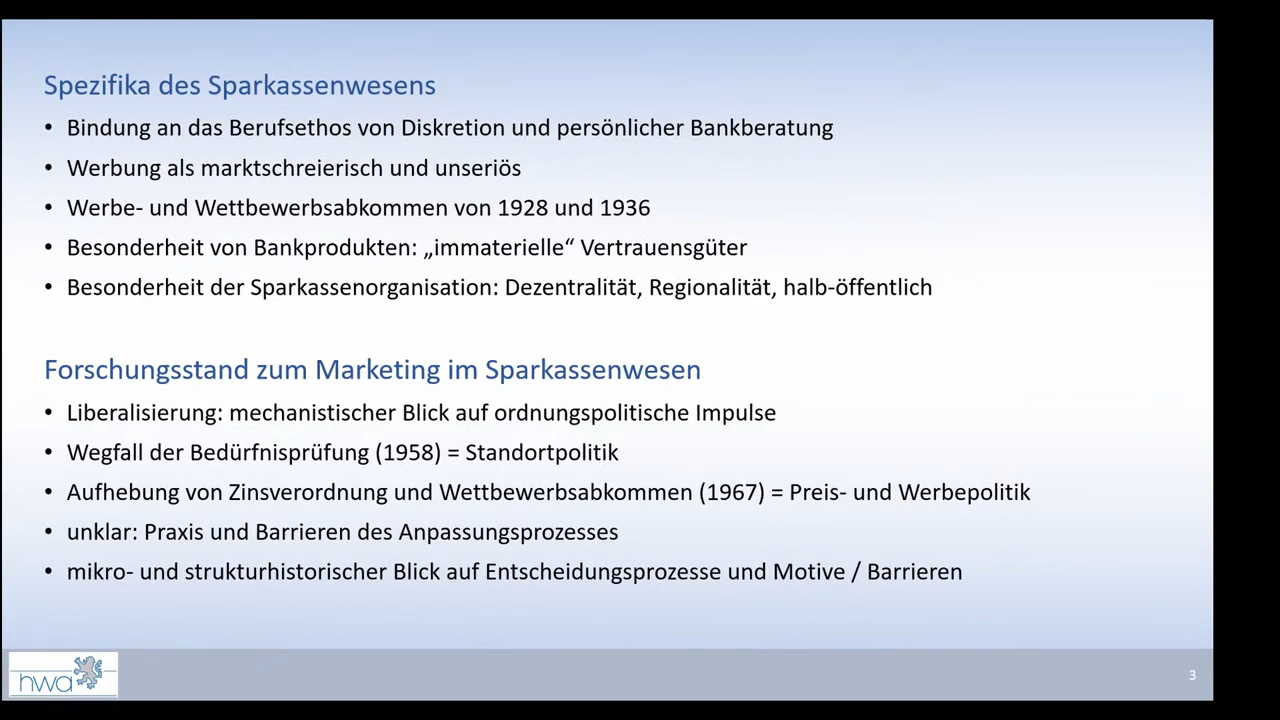 Spezifika des Sparkassenwesens
• Bindung an das Berufsethos von Diskretion und persönlicher Bankberatung
• Werbung als marktschreierisch und unseriös
• Werbe- und Wettbewerbsabkommen von 1928 und 1936
• Besonderheit von Bankprodukten: „immaterielle“ Vertrauensgüter
• Besonderheit der Sparkassenorganisation: Dezentralität, Regionalität, halb-öffentlich
Forschungsstand zum Marketing im Sparkassenwesen
• Liberalisierung: mechanistischer Blick auf ordnungspolitische Impulse
• Wegfall der Bedürfnisprüfung (1958) = Standortpolitik
• Aufhebung von Zinsverordnung und Wettbewerbsabkommen (1967) = Preis- und Werbepolitik
• unklar: Praxis und Barrieren des Anpassungsprozesses
• mikro- und strukturhistorischer Blick auf Entscheidungsprozesse und Motive / Barrieren
hwa
3